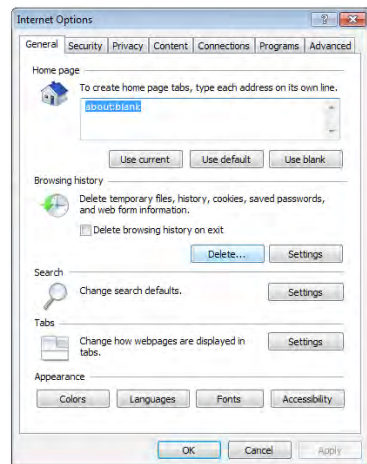 Internet Options
General Security Privacy Content Connections Programs Advanced
Home page
To create home page tabs, type each address on its own line.
about:blank
Use current Use default Use blank
Browsing history
Delete temporary files, history, cookies, saved passwords,
and web form information.
Delete browsing history on exit
Delete... Settings
Search
Change search defaults. Settings
Tabs
Change how webpages are displayed in
tabs.
Settings
Appearance
Colors Languages Fonts Accessibility
OK Cancel Apply